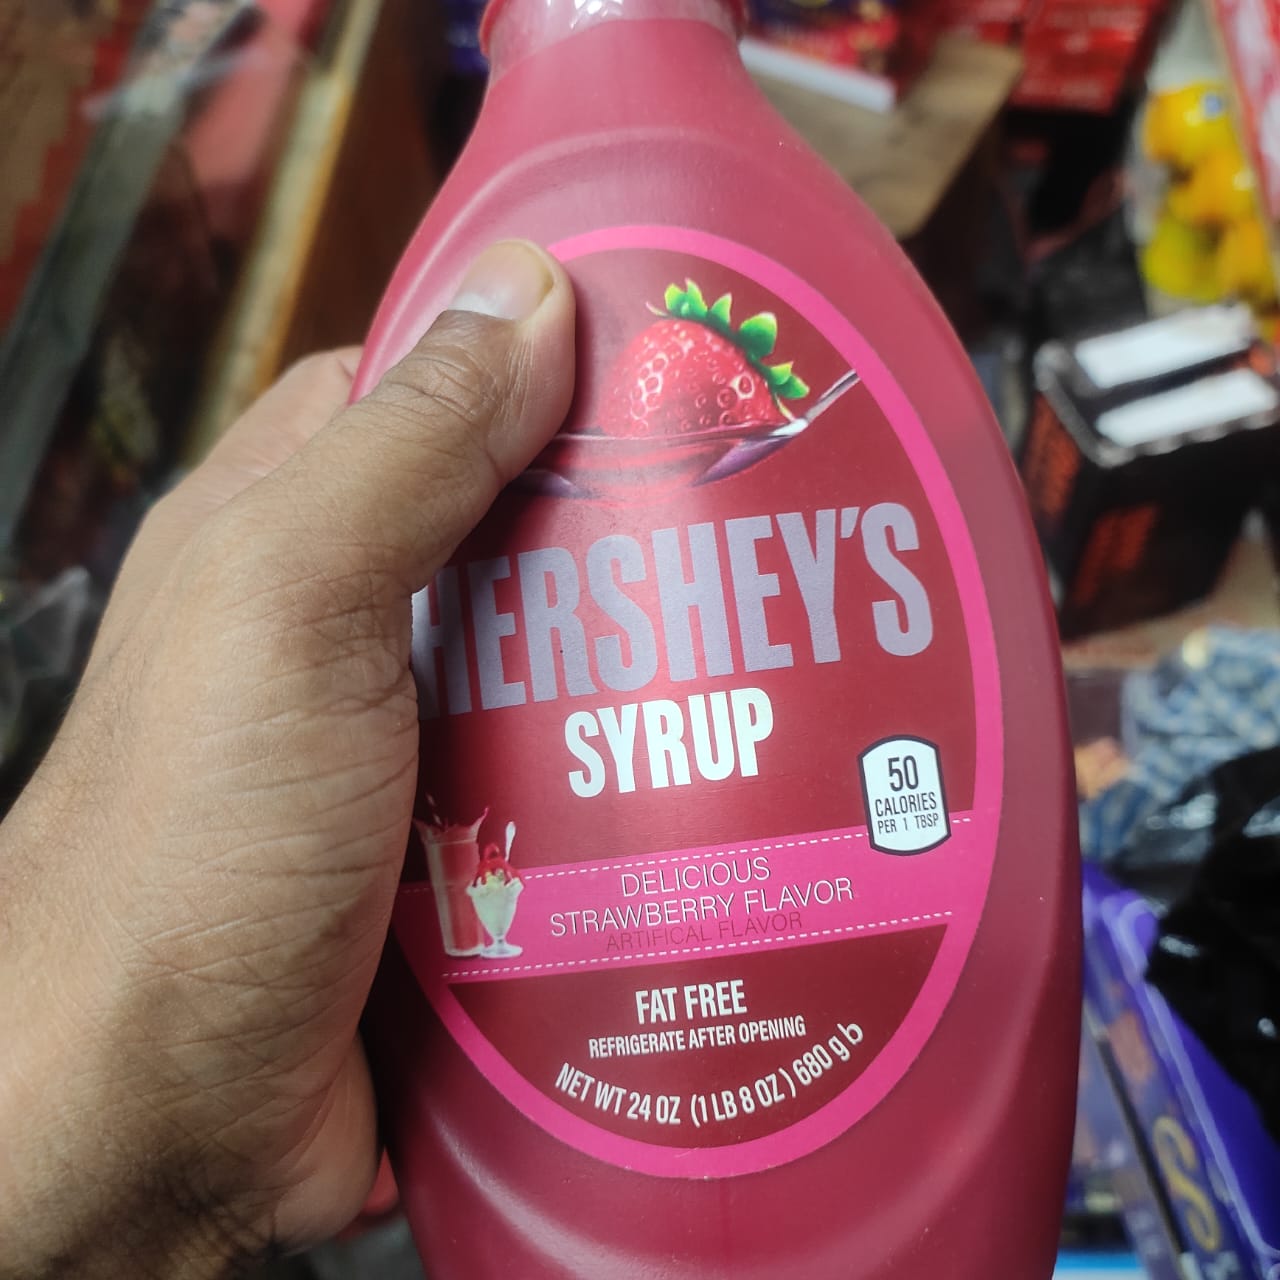 HERSHEY'S
SYRUP
50
CALORIES
PER 1 TBSP
DELICIOUS
STRAWBERRY FLAVOR
ARTIFICAL FLAVOR
FAT FREE
REFRIGERATE AFTER OPENING
NET WT 24 OZ (1 LB 8 OZ) 680 g b